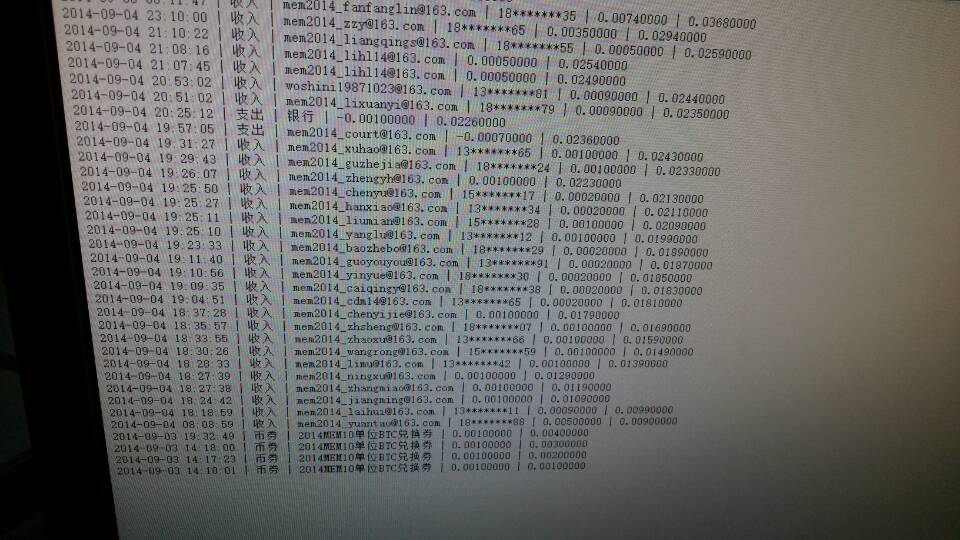 11:47 | 收入 | mem2014_fanfanglin@163.com | 18*******35 | 0.00740000 | 0.03680000
2014-09-04 23:10:00 | 收入 | mem2014_zzy@163.com | 18*******65 | 0.00350000 | 0.02940000
2014-09-04 21:10:22 | 收入 | mem2014_liangqings@163.com | 18*******55 | 0.00050000 | 0.02590000
2014-09-04 21:08:16 | 收入 | mem2014_lihl14@163.com | 0.00050000 | 0.02540000
2014-09-04 21:07:45 | 收入 | mem2014_lihl14@163.com | 0.00050000 | 0.02490000
2014-09-04 20:53:02 | 收入 | woshini19871023@163.com | 13*******81 | 0.00090000 | 0.02440000
2014-09-04 20:51:02 | 收入 | mem2014_lixuanyi@163.com | 18*******79 | 0.00090000 | 0.02350000
2014-09-04 20:25:12 | 支出 | 银行 | -0.00100000 | 0.02260000
2014-09-04 19:57:05 | 支出 | mem2014_court@163.com | -0.00070000 | 0.02360000
2014-09-04 19:31:27 | 收入 | mem2014_xuhao@163.com | 13*******65 | 0.00100000 | 0.02430000
2014-09-04 19:29:43 | 收入 | mem2014_guzhejia@163.com | 18*******24 | 0.00100000 | 0.02330000
2014-09-04 19:26:07 | 收入 | mem2014_zhengyh@163.com | 0.00100000 | 0.02230000
2014-09-04 19:25:50 | 收入 | mem2014_chenyu@163.com | 15*******17 | 0.00020000 | 0.02130000
2014-09-04 19:25:27 | 收入 | mem2014_hanxiao@163.com | 13*******34 | 0.00020000 | 0.02110000
2014-09-04 19:25:11 | 收入 | mem2014_liumian@163.com | 15*******28 | 0.00100000 | 0.02090000
2014-09-04 19:25:10 | 收入 | mem2014_yanglu@163.com | 13*******12 | 0.00100000 | 0.01990000
2014-09-04 19:23:33 | 收入 | mem2014_baozhebo@163.com | 18*******29 | 0.00020000 | 0.01890000
2014-09-04 19:11:40 | 收入 | mem2014_guoyouyou@163.com | 13*******91 | 0.00020000 | 0.01870000
2014-09-04 19:10:56 | 收入 | mem2014_yinyue@163.com | 18*******30 | 0.00020000 | 0.01850000
2014-09-04 19:09:35 | 收入 | mem2014_caiqingy@163.com | 18*******38 | 0.00020000 | 0.01830000
2014-09-04 19:04:51 | 收入 | mem2014_cdm14@163.com | 13*******65 | 0.00020000 | 0.01810000
2014-09-04 18:37:28 | 收入 | mem2014_chenyijie@163.com | 0.00100000 | 0.01790000
2014-09-04 18:35:57 | 收入 | mem2014_zhsheng@163.com | 18*******07 | 0.00100000 | 0.01690000
2014-09-04 18:33:55 | 收入 | mem2014_zhaoxu@163.com | 13*******66 | 0.00100000 | 0.01590000
2014-09-04 18:30:26 | 收入 | mem2014_wangrong@163.com | 15*******59 | 0.00100000 | 0.01490000
2014-09-04 18:28:33 | 收入 | mem2014_limu@163.com | 13*******42 | 0.00100000 | 0.01390000
2014-09-04 18:27:39 | 收入 | mem2014_ningxu@163.com | 0.00100000 | 0.01290000
2014-09-04 18:27:38 | 收入 | mem2014_zhangmiao@163.com | 0.00100000 | 0.01190000
2014-09-04 18:24:42 | 收入 | mem2014_jiangming@163.com | 0.00100000 | 0.01090000
2014-09-04 18:18:59 | 收入 | mem2014_laihui@163.com | 13*******11 | 0.00090000 | 0.00990000
2014-09-04 08:08:59 | 收入 | mem2014_yuantao@163.com | 18*******88 | 0.00500000 | 0.00900000
2014-09-03 19:32:49 | 币券 | 2014MEM10单位BTC兑换券 | 0.00100000 | 0.00400000
2014-09-03 14:18:00 | 币券 | 2014MEM10单位BTC兑换券 | 0.00100000 | 0.00300000
2014-09-03 14:17:23 | 币券 | 2014MEM10单位BTC兑换券 | 0.00100000 | 0.00200000
2014-09-03 14:10:01 | 币券 | 2014MEM10单位BTC兑换券 | 0.00100000 | 0.00100000